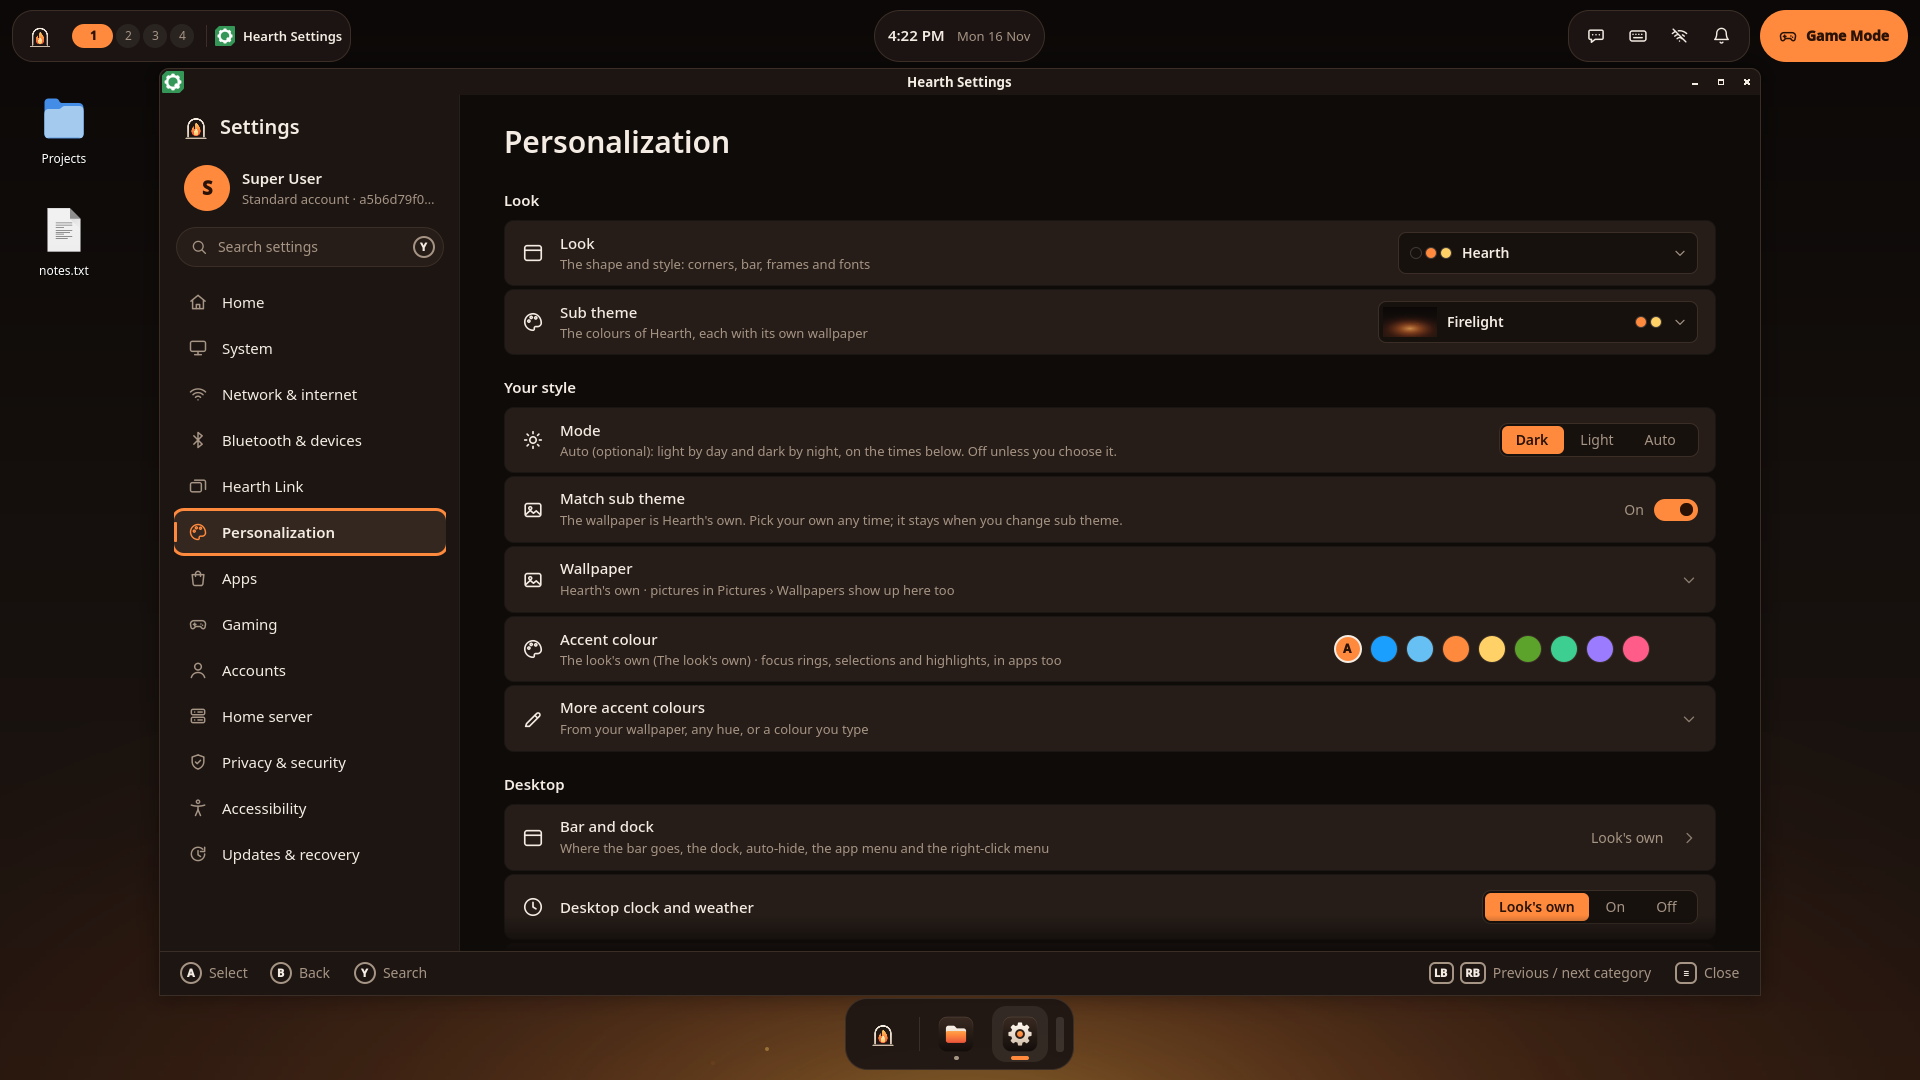 1 2 3 4 Hearth Settings
4:22 PM Mon 16 Nov
Game Mode
Projects
notes.txt
Hearth Settings
Settings
S
Super User
Standard account · a5b6d79f0...
Search settings Y
Home
System
Network & internet
Bluetooth & devices
Hearth Link
Personalization
Apps
Gaming
Accounts
Home server
Privacy & security
Accessibility
Updates & recovery
Personalization
Look
Look
The shape and style: corners, bar, frames and fonts
Hearth
Sub theme
The colours of Hearth, each with its own wallpaper
Firelight
Your style
Mode
Auto (optional): light by day and dark by night, on the times below. Off unless you choose it.
Dark Light Auto
Match sub theme
The wallpaper is Hearth's own. Pick your own any time; it stays when you change sub theme.
On
Wallpaper
Hearth's own · pictures in Pictures › Wallpapers show up here too
Accent colour
The look's own (The look's own) · focus rings, selections and highlights, in apps too
A
More accent colours
From your wallpaper, any hue, or a colour you type
Desktop
Bar and dock
Where the bar goes, the dock, auto-hide, the app menu and the right-click menu
Look's own
Desktop clock and weather
Look's own On Off
A Select B Back Y Search
LB RB Previous / next category ≡ Close